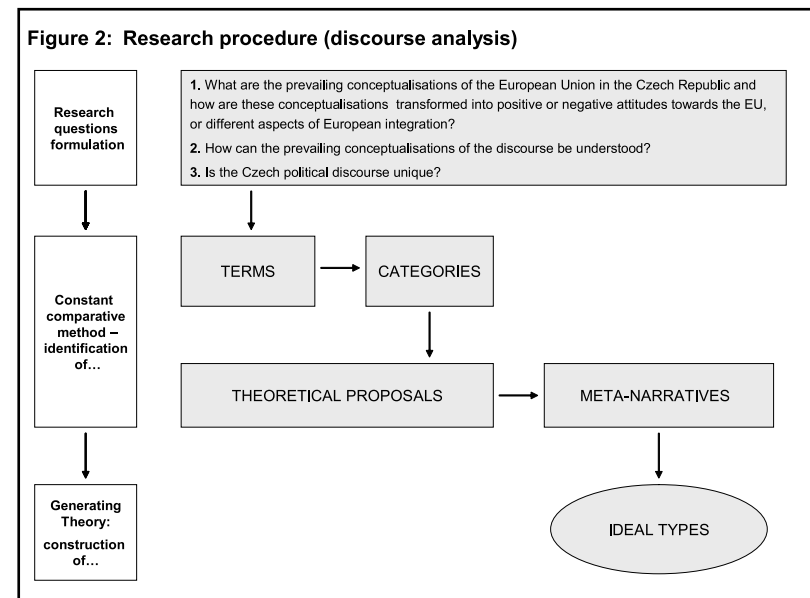 Figure 2: Research procedure (discourse analysis)
Research
questions
formulation
1. What are the prevailing conceptualisations of the European Union in the Czech Republic and
how are these conceptualisations transformed into positive or negative attitudes towards the EU,
or different aspects of European integration?
2. How can the prevailing conceptualisations of the discourse be understood?
3. Is the Czech political discourse unique?
Constant
comparative
method –
identification
of…
TERMS
CATEGORIES
THEORETICAL PROPOSALS
META-NARRATIVES
Generating
Theory:
construction
of…
IDEAL TYPES